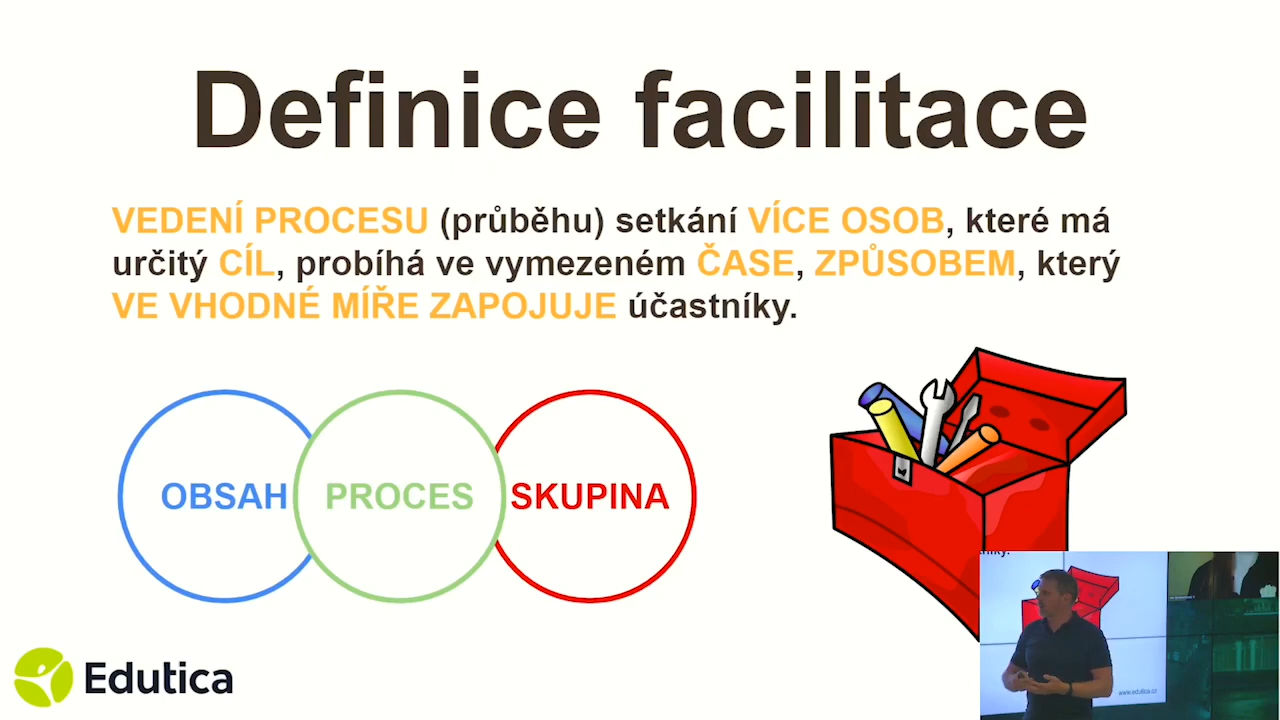 Definice facilitace
VEDENÍ PROCESU (průběhu) setkání VÍCE OSOB, které má
určitý CÍL, probíhá ve vymezeném ČASE, ZPŮSOBEM, který
VE VHODNÉ MÍŘE ZAPOJUJE účastníky.
OBSAH PROCES SKUPINA
Edutica
www.edutica.cz